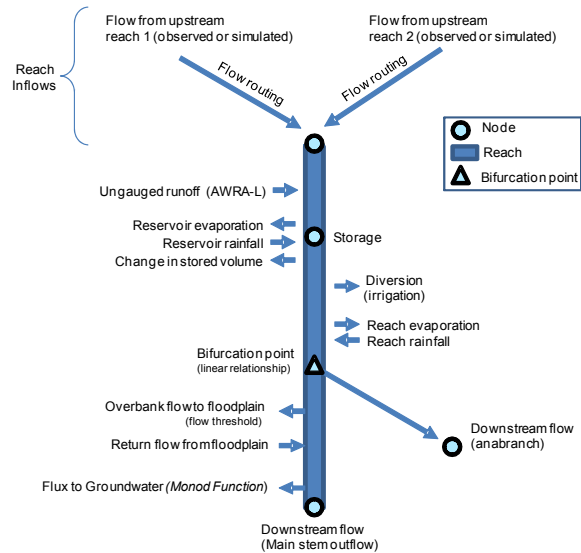 Flow from upstream
reach 1 (observed or simulated)
Flow from upstream
reach 2 (observed or simulated)
Reach
Inflows
Flow routing
Flow routing
Node
Reach
Bifurcation point
Ungauged runoff (AWRA-L)
Reservoir evaporation
Reservoir rainfall
Change in stored volume
Storage
Diversion
(irrigation)
Reach evaporation
Reach rainfall
Bifurcation point
(linear relationship)
Overbank flow to floodplain
(flow threshold)
Return flow from floodplain
Downstream flow
(anabranch)
Flux to Groundwater (Monod Function)
Downstream flow
(Main stem outflow)